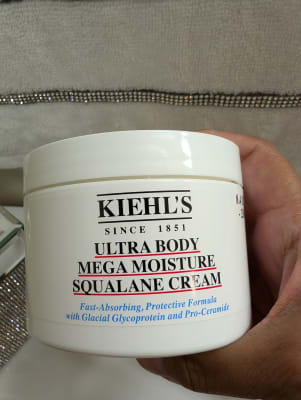 KIEHL'S
SINCE 1851
ULTRA BODY
MEGA MOISTURE
SQUALANE CREAM
Fast-Absorbing, Protective Formula
with Glacial Glycoprotein and Pro-Ceramide